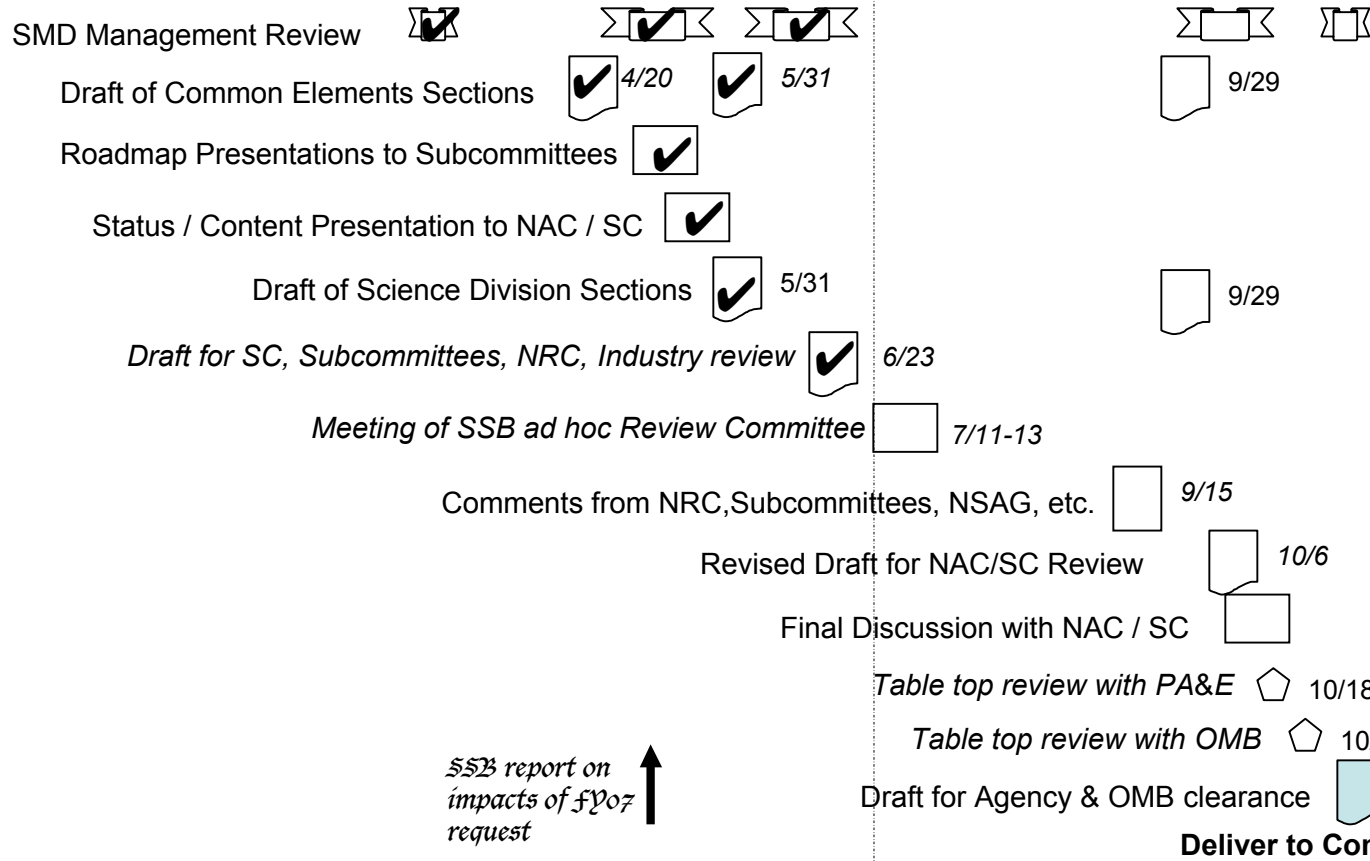 SMD Management Review
Draft of Common Elements Sections 4/20 5/31 9/29
Roadmap Presentations to Subcommittees
Status / Content Presentation to NAC / SC
Draft of Science Division Sections 5/31 9/29
Draft for SC, Subcommittees, NRC, Industry review 6/23
Meeting of SSB ad hoc Review Committee 7/11-13
Comments from NRC,Subcommittees, NSAG, etc. 9/15
Revised Draft for NAC/SC Review 10/6
Final Discussion with NAC / SC
Table top review with PA&E 10/18
Table top review with OMB 10
SSB report on
impacts of FY07
request
Draft for Agency & OMB clearance
Deliver to